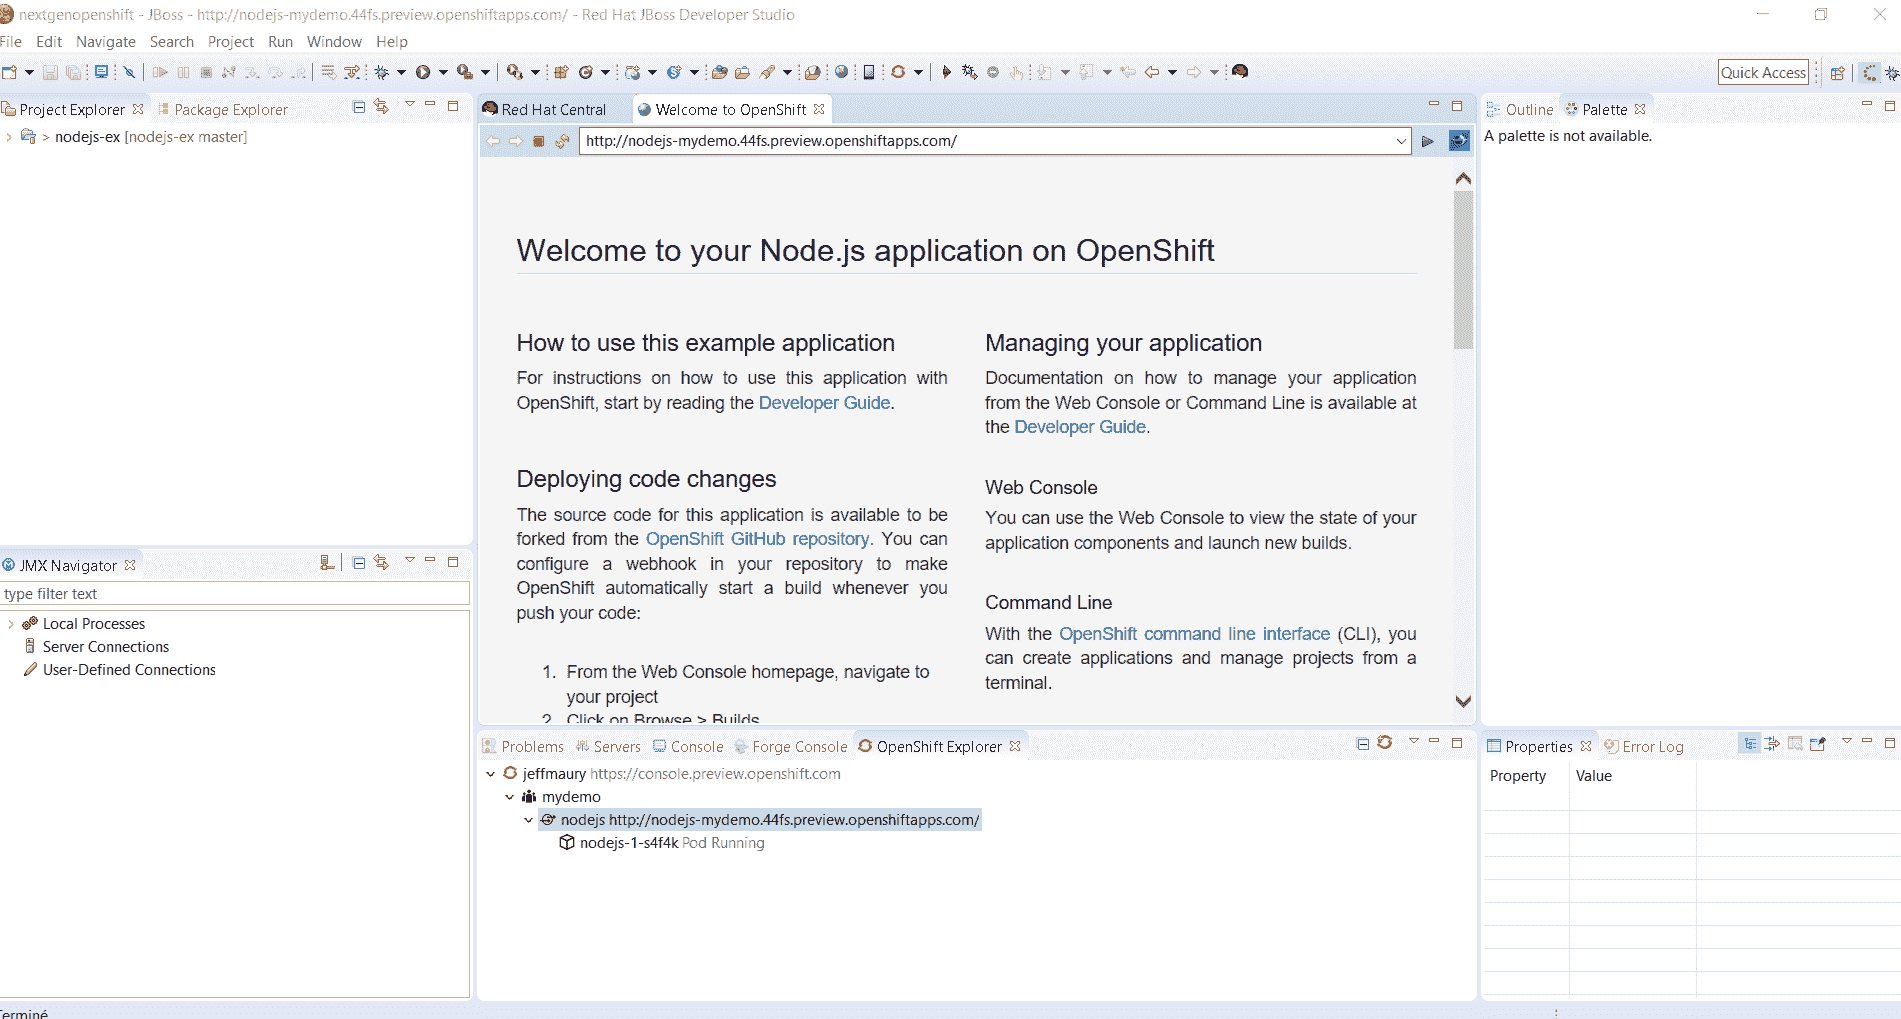 nextgenopenshift - JBoss - http://nodejs-mydemo.44fs.preview.openshiftapps.com/ - Red Hat JBoss Developer Studio
File Edit Navigate Search Project Run Window Help
Quick Access
Project Explorer Package Explorer
> nodejs-ex [nodejs-ex master]
JMX Navigator
type filter text
Local Processes
Server Connections
User-Defined Connections
Red Hat Central Welcome to OpenShift
http://nodejs-mydemo.44fs.preview.openshiftapps.com/
Welcome to your Node.js application on OpenShift
How to use this example application
For instructions on how to use this application with
OpenShift, start by reading the Developer Guide.
Deploying code changes
The source code for this application is available to be
forked from the OpenShift GitHub repository. You can
configure a webhook in your repository to make
OpenShift automatically start a build whenever you
push your code:
1. From the Web Console homepage, navigate to
your project
2. Click on Browse > Builds
Managing your application
Documentation on how to manage your application
from the Web Console or Command Line is available at
the Developer Guide.
Web Console
You can use the Web Console to view the state of your
application components and launch new builds.
Command Line
With the OpenShift command line interface (CLI), you
can create applications and manage projects from a
terminal.
Outline Palette
A palette is not available.
Problems Servers Console Forge Console OpenShift Explorer
jeffmaury https://console.preview.openshift.com
mydemo
nodejs http://nodejs-mydemo.44fs.preview.openshiftapps.com/
nodejs-1-s4f4k Pod Running
Properties Error Log
Property Value
Terminé